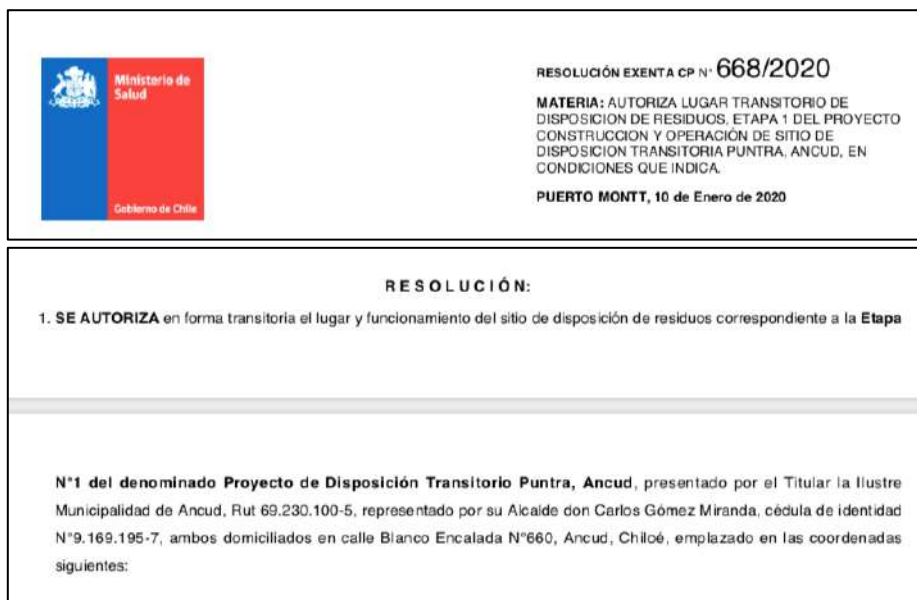 Ministerio de
Salud
Gobierno de Chile
RESOLUCIÓN EXENTA CP N° 668/2020
MATERIA: AUTORIZA LUGAR TRANSITORIO DE
DISPOSICION DE RESIDUOS, ETAPA 1 DEL PROYECTO
CONSTRUCCION Y OPERACIÓN DE SITIO DE
DISPOSICION TRANSITORIA PUNTRA, ANCUD, EN
CONDICIONES QUE INDICA.
PUERTO MONTT, 10 de Enero de 2020
RESOLUCIÓN:
1. SE AUTORIZA en forma transitoria el lugar y funcionamiento del sitio de disposición de residuos correspondiente a la Etapa
N°1 del denominado Proyecto de Disposición Transitorio Puntra, Ancud, presentado por el Titular la Ilustre
Municipalidad de Ancud, Rut 69.230.100-5, representado por su Alcalde don Carlos Gómez Miranda, cédula de identidad
N°9.169.195-7, ambos domiciliados en calle Blanco Encalada N°660, Ancud, Chiloé, emplazado en las coordenadas
siguientes: